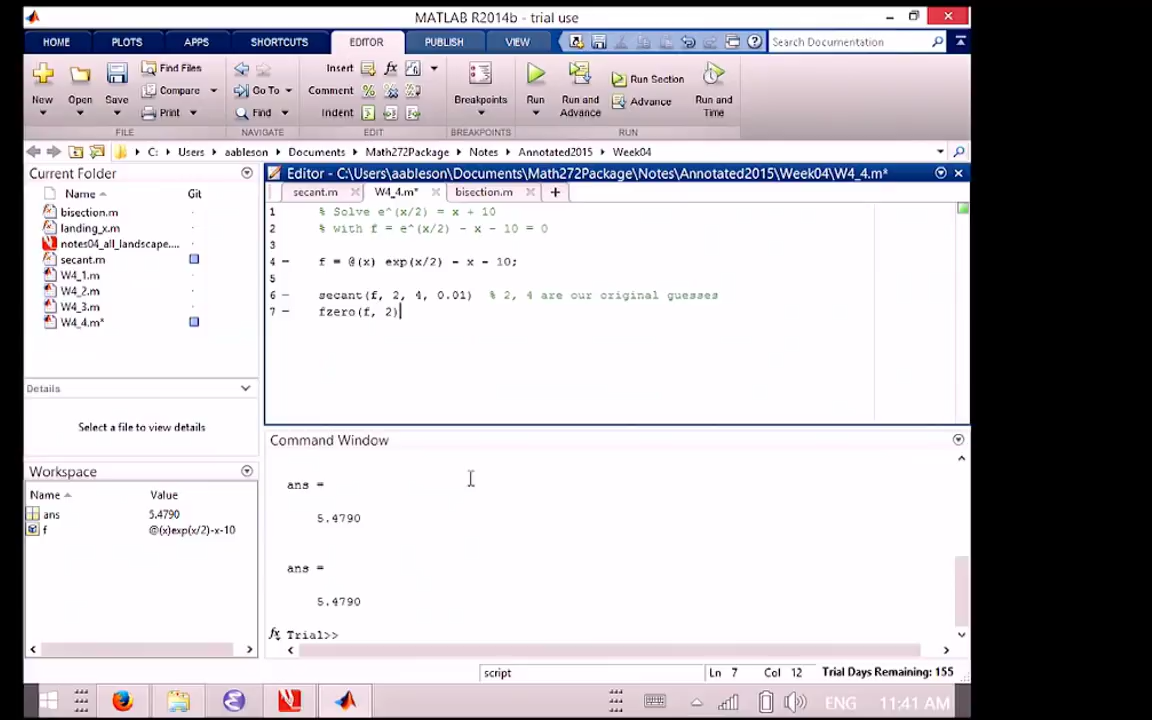 MATLAB R2014b - trial use
HOME PLOTS APPS SHORTCUTS EDITOR PUBLISH VIEW Search Documentation
New Open Save Find Files Compare Print
Go To Find
Insert fx
Comment %
Indent
Breakpoints
Run Run and Advance Run Section Advance Run and Time
FILE NAVIGATE EDIT BREAKPOINTS RUN
C: Users aableson Documents Math272Package Notes Annotated2015 Week04
Current Folder
Name Git
bisection.m
landing_x.m
notes04_all_landscape....
secant.m
W4_1.m
W4_2.m
W4_3.m
W4_4.m*
Details
Select a file to view details
Workspace
Name Value
ans 5.4790
f @(x)exp(x/2)-x-10
Editor - C:\Users\aableson\Documents\Math272Package\Notes\Annotated2015\Week04\W4_4.m*
secant.m W4_4.m* bisection.m +
1 % Solve e^(x/2) = x + 10
2 % with f = e^(x/2) - x - 10 = 0
3
4 - f = @(x) exp(x/2) - x - 10;
5
6 - secant(f, 2, 4, 0.01) % 2, 4 are our original guesses
7 - fzero(f, 2)
Command Window
ans =
5.4790
ans =
5.4790
fx Trial>>
script Ln 7 Col 12 Trial Days Remaining: 155
ENG 11:41 AM